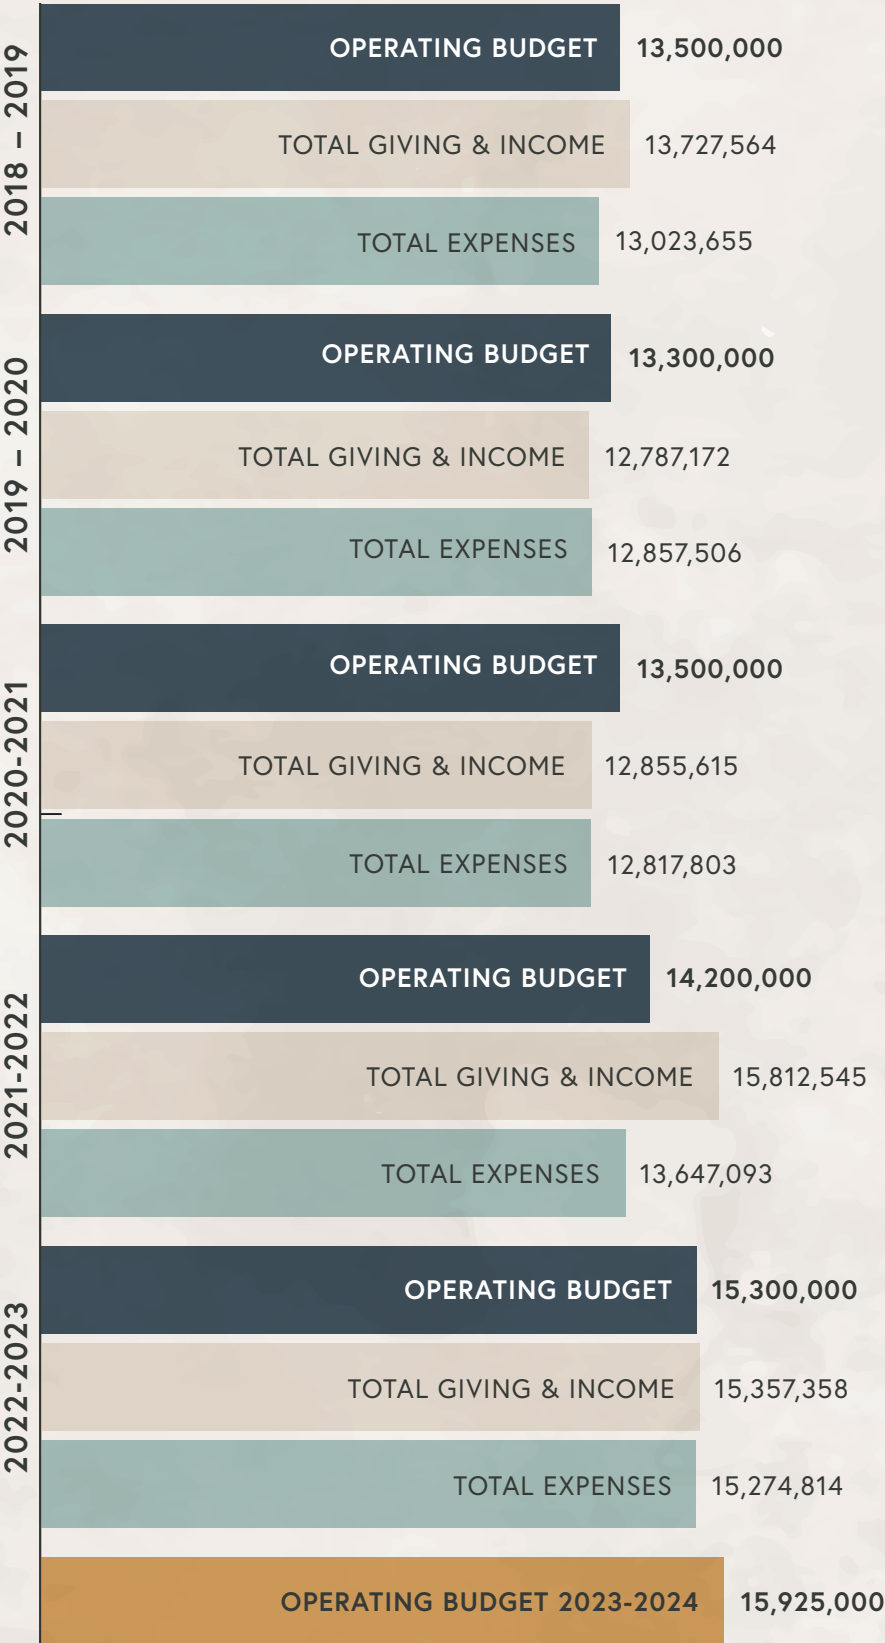 2018 – 2019
OPERATING BUDGET 13,500,000
TOTAL GIVING & INCOME 13,727,564
TOTAL EXPENSES 13,023,655
2019 – 2020
OPERATING BUDGET 13,300,000
TOTAL GIVING & INCOME 12,787,172
TOTAL EXPENSES 12,857,506
2020-2021
OPERATING BUDGET 13,500,000
TOTAL GIVING & INCOME 12,855,615
TOTAL EXPENSES 12,817,803
2021-2022
OPERATING BUDGET 14,200,000
TOTAL GIVING & INCOME 15,812,545
TOTAL EXPENSES 13,647,093
2022-2023
OPERATING BUDGET 15,300,000
TOTAL GIVING & INCOME 15,357,358
TOTAL EXPENSES 15,274,814
OPERATING BUDGET 2023-2024 15,925,000